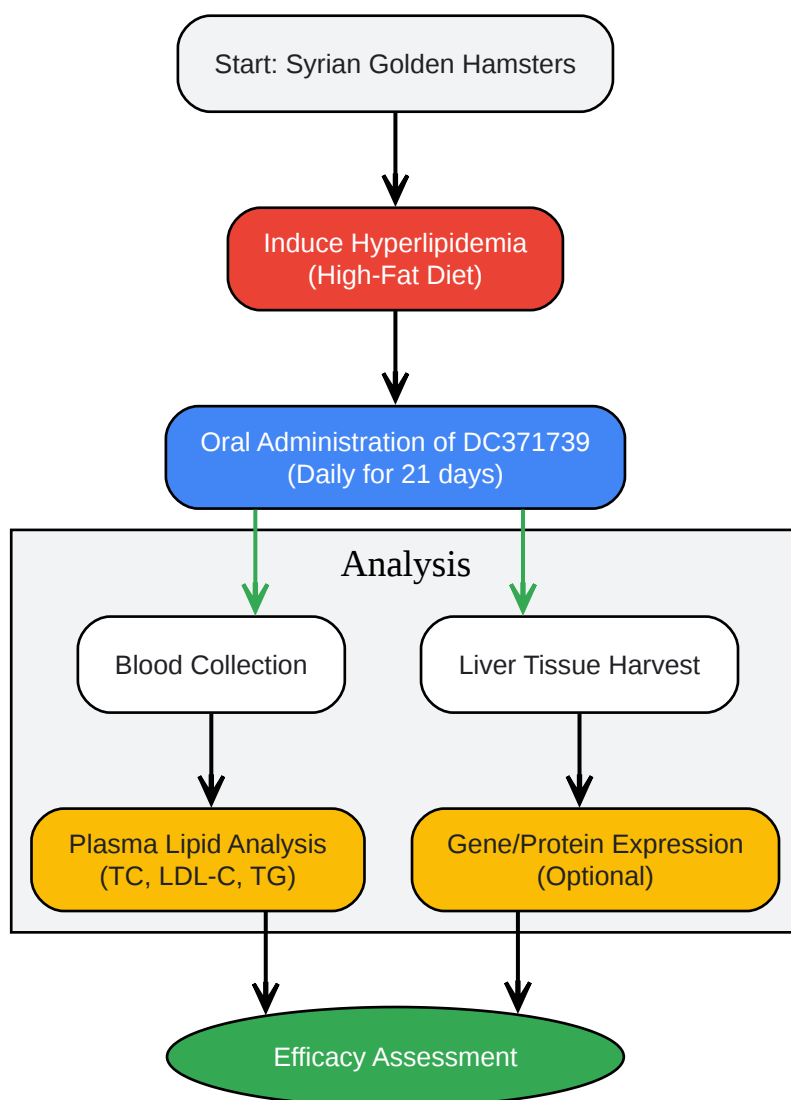 Start: Syrian Golden Hamsters
Induce Hyperlipidemia
(High-Fat Diet)
Oral Administration of DC371739
(Daily for 21 days)
Analysis
Blood Collection
Liver Tissue Harvest
Plasma Lipid Analysis
(TC, LDL-C, TG)
Gene/Protein Expression
(Optional)
Efficacy Assessment